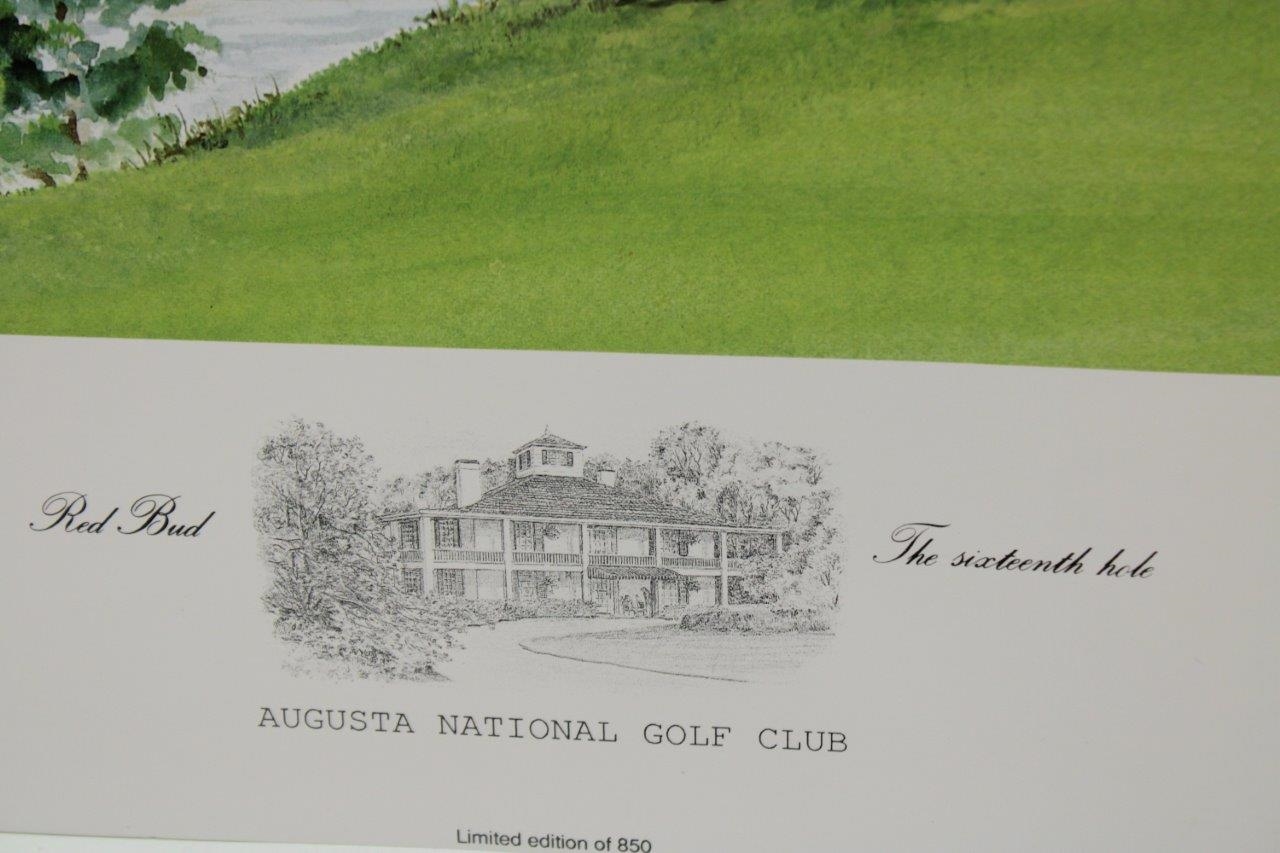 Red Bud
The sixteenth hole
AUGUSTA NATIONAL GOLF CLUB
Limited edition of 850